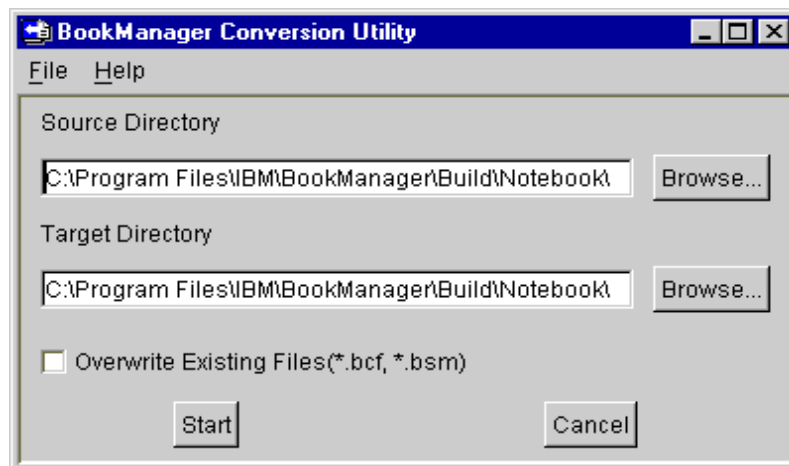 BookManager Conversion Utility
File Help
Source Directory
C:\Program Files\IBM\BookManager\Build\Notebook\ Browse...
Target Directory
C:\Program Files\IBM\BookManager\Build\Notebook\ Browse...
Overwrite Existing Files(*.bcf, *.bsm)
Start Cancel